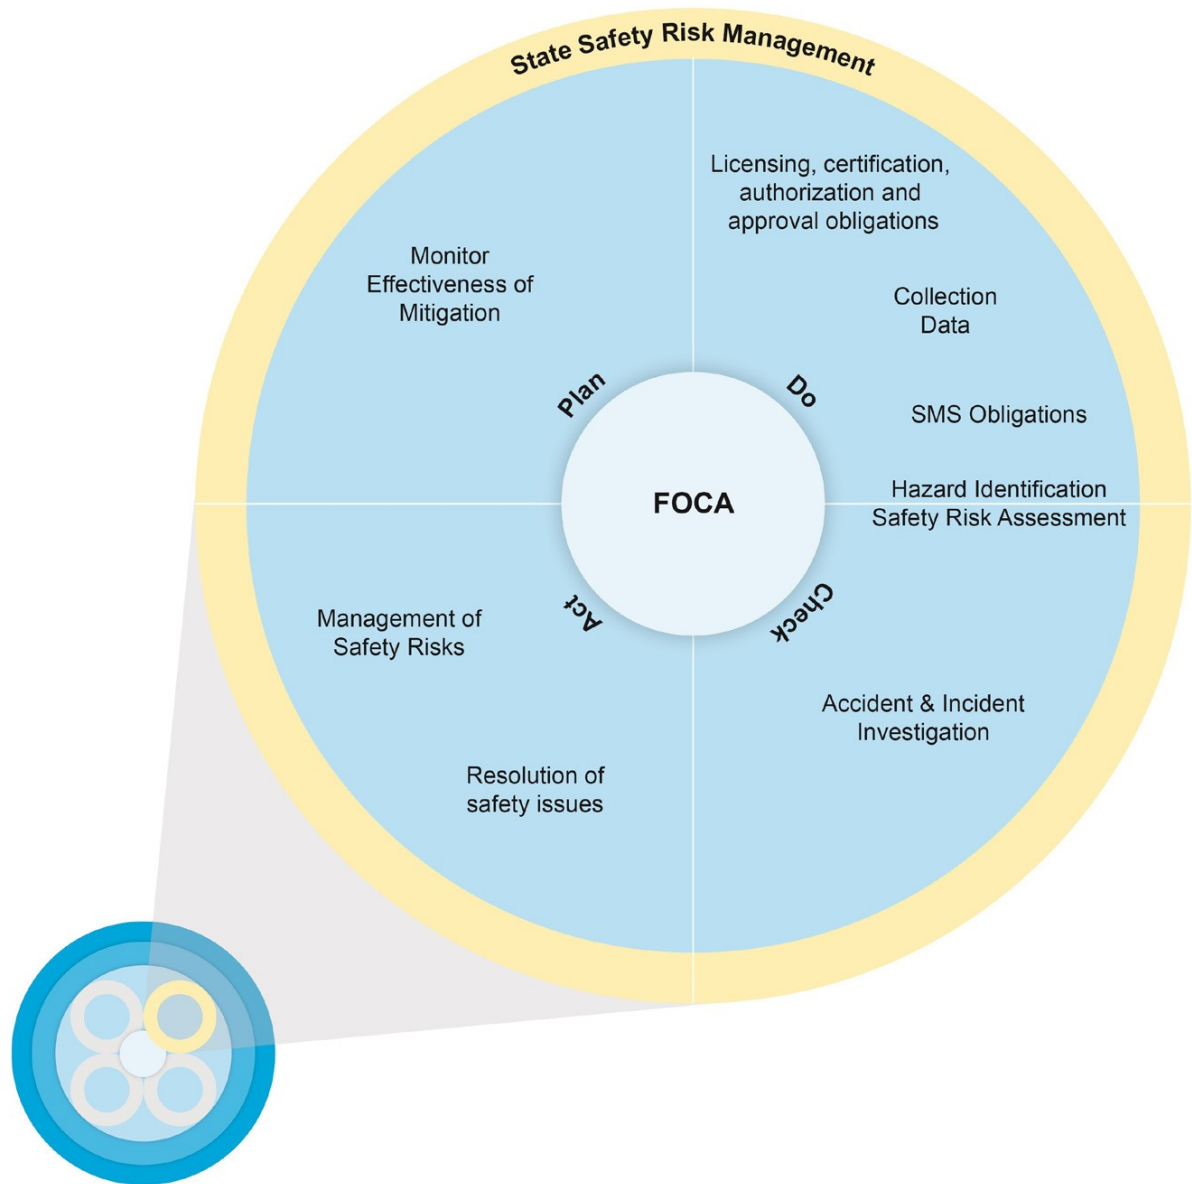 State Safety Risk Management
Licensing, certification,
authorization and
approval obligations
Monitor
Effectiveness of
Mitigation
Collection
Data
Plan
Do
SMS Obligations
FOCA
Hazard Identification
Safety Risk Assessment
Act
Check
Management of
Safety Risks
Accident & Incident
Investigation
Resolution of
safety issues